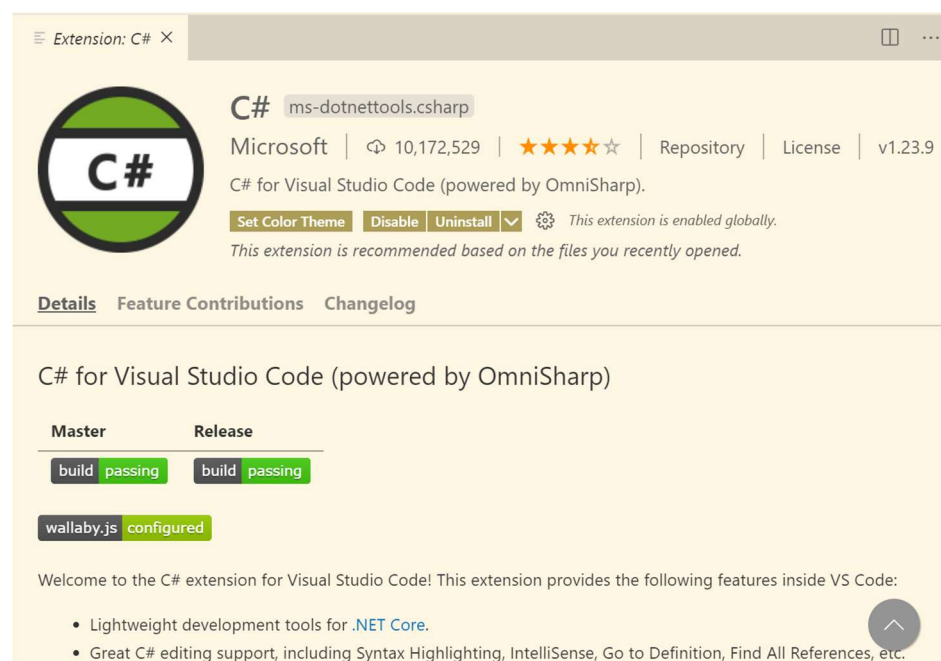 Extension: C#
C# ms-dotnettools.csharp
Microsoft 10,172,529 Repository License v1.23.9
C#
C# for Visual Studio Code (powered by OmniSharp).
Set Color Theme Disable Uninstall This extension is enabled globally.
This extension is recommended based on the files you recently opened.
Details Feature Contributions Changelog
C# for Visual Studio Code (powered by OmniSharp)
Master Release
build passing build passing
wallaby.js configured
Welcome to the C# extension for Visual Studio Code! This extension provides the following features inside VS Code:
• Lightweight development tools for .NET Core.
• Great C# editing support, including Syntax Highlighting, IntelliSense, Go to Definition, Find All References, etc.